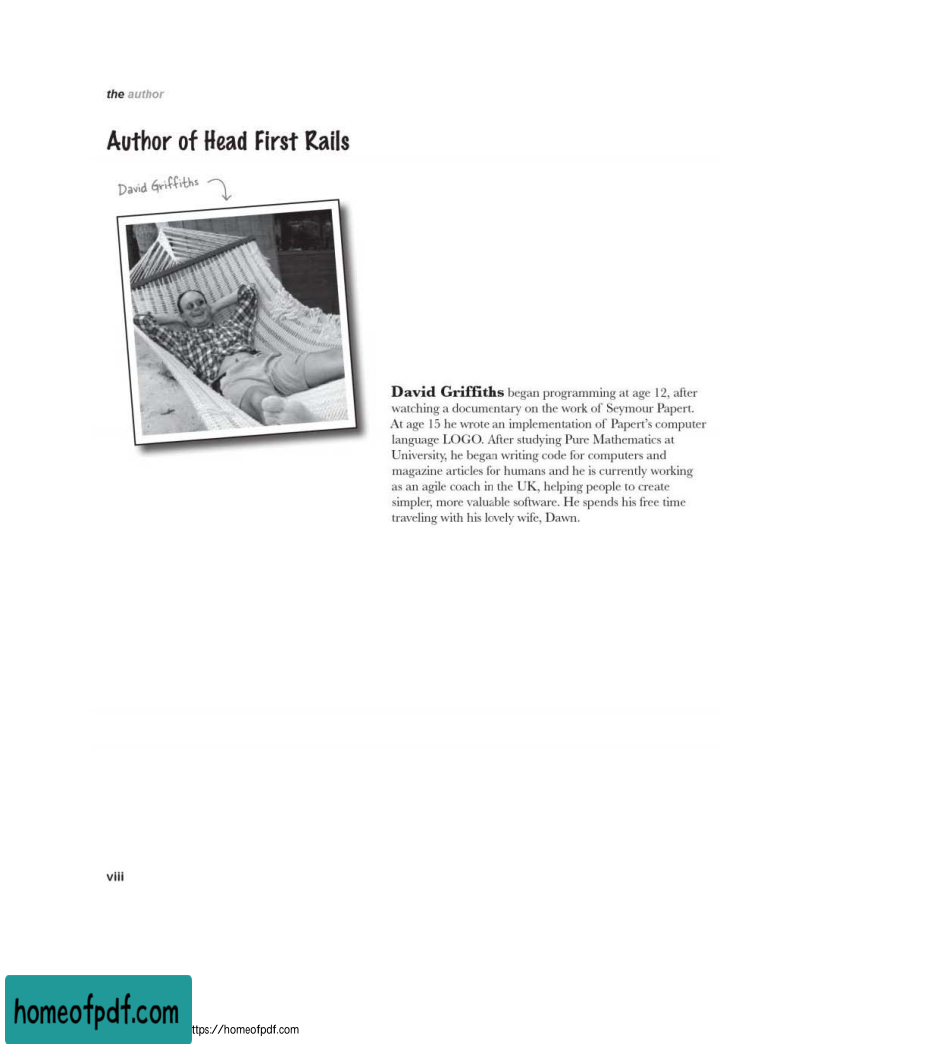 the author
Author of Head First Rails
David Griffiths
David Griffiths began programming at age 12, after
watching a documentary on the work of Seymour Papert.
At age 15 he wrote an implementation of Papert's computer
language LOGO. After studying Pure Mathematics at
University, he began writing code for computers and
magazine articles for humans and he is currently working
as an agile coach in the UK, helping people to create
simpler, more valuable software. He spends his free time
traveling with his lovely wife, Dawn.
viii
homeofpdf.com
ttps://homeofpdf.com